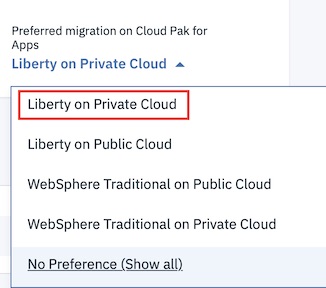 Preferred migration on Cloud Pak for
Apps
Liberty on Private Cloud
Liberty on Private Cloud
Liberty on Public Cloud
WebSphere Traditional on Public Cloud
WebSphere Traditional on Private Cloud
No Preference (Show all)